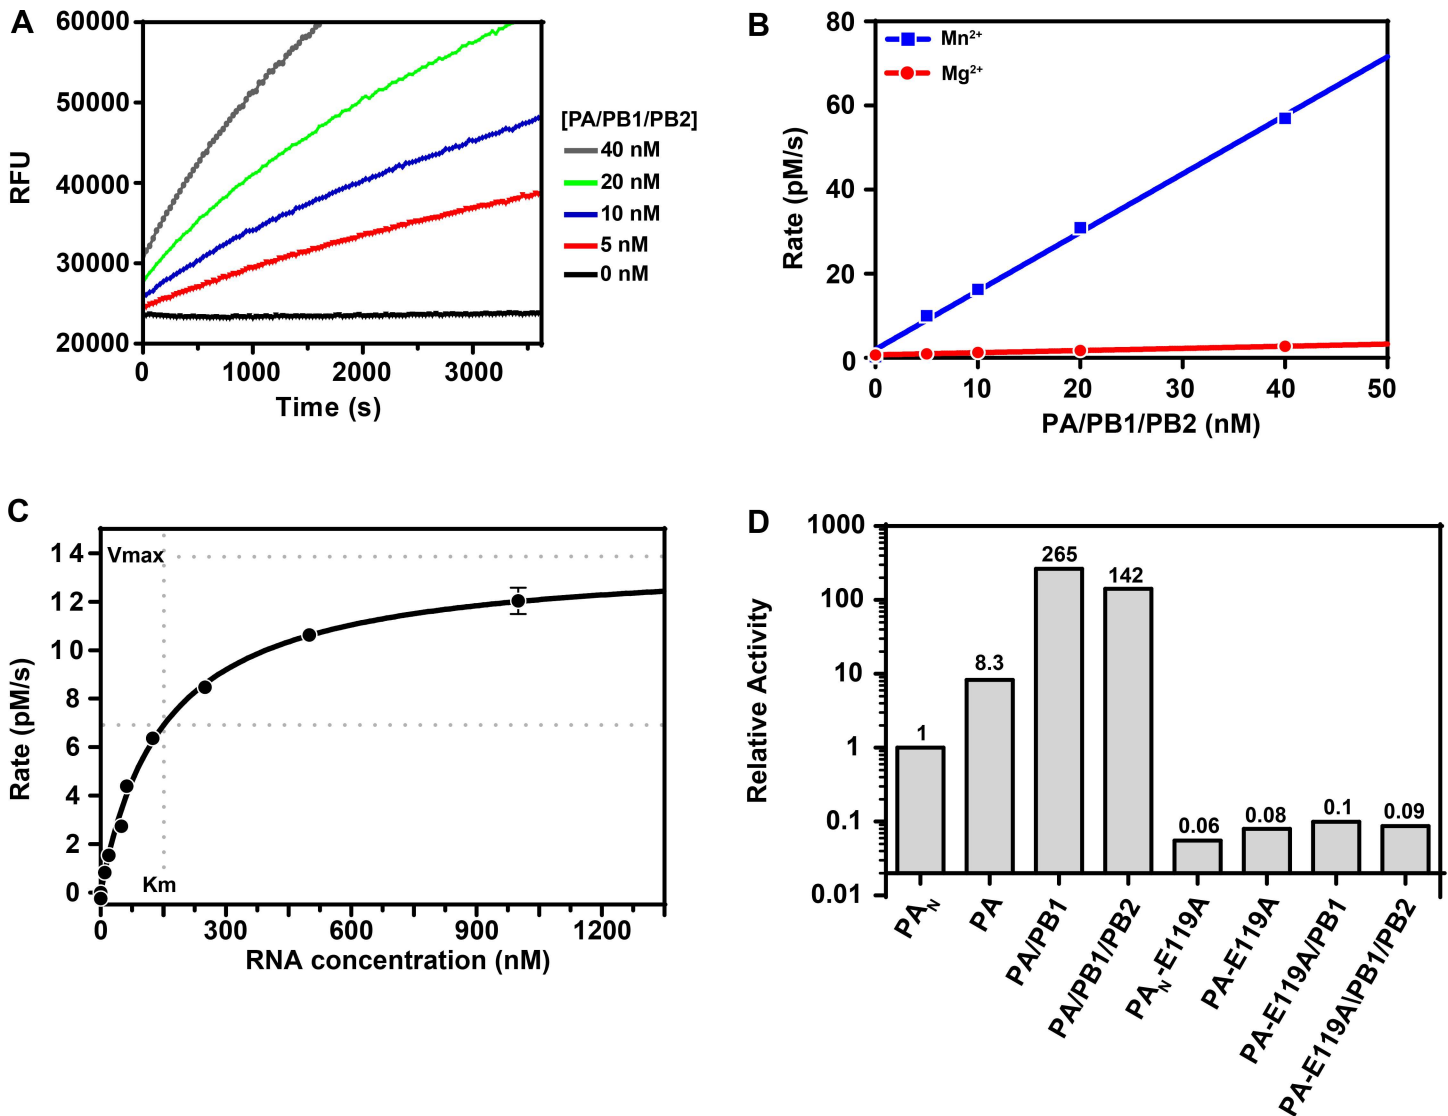 A
60000
50000
40000
30000
20000
RFU
0
1000
2000
3000
Time (s)
[PA/PB1/PB2]
40 nM
20 nM
10 nM
5 nM
0 nM
B
80
60
40
20
0
Rate (pM/s)
Mn²⁺
Mg²⁺
0
10
20
30
40
50
PA/PB1/PB2 (nM)
C
14
12
10
8
6
4
2
0
Rate (pM/s)
Vmax
Km
0
300
600
900
1200
RNA concentration (nM)
D
1000
100
10
1
0.1
0.01
Relative Activity
1
8.3
265
142
0.06
0.08
0.1
0.09
PA_N
PA
PA/PB1
PA/PB1/PB2
PA_N-E119A
PA-E119A
PA-E119A/PB1
PA-E119A\PB1/PB2